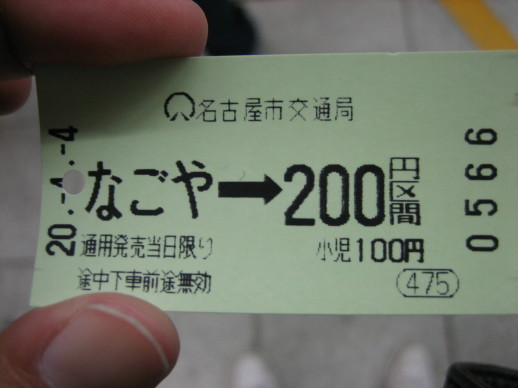 名古屋市交通局
なごや→200円区間
通用発売当日限り
小児100円
途中下車前途無効
475
20.-4.-4
0566